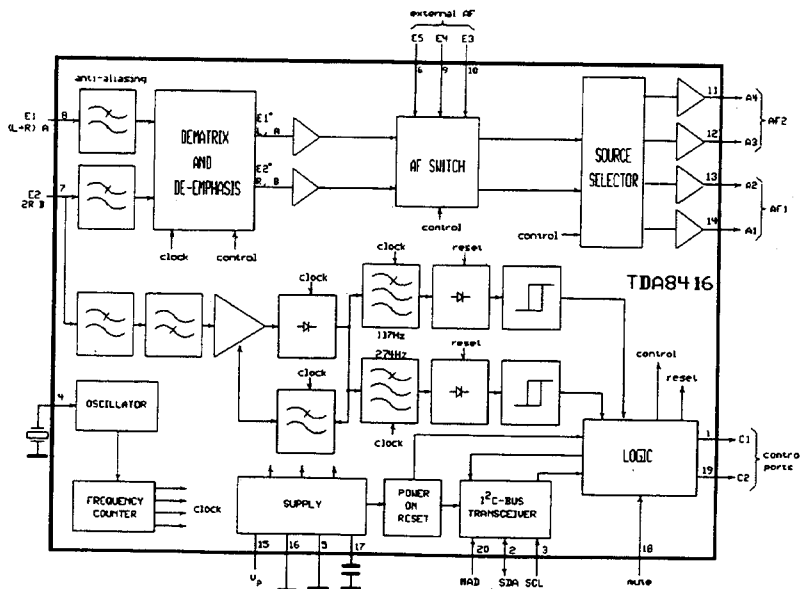 external AF
E5 E4 E3
6 9 10
anti-aliasing
E1
(L+R) A
8
DEMATRIX
AND
DE-EMPHASIS
E1"
L, A
E2"
R, B
AF SWITCH
SOURCE
SELECTOR
11
A4
12
A3
AF2
13
A2
14
A1
AF1
E2
2R B
7
clock
control
control
control
clock
reset
TDA8416
clock
117Hz
274Hz
reset
clock
clock
control
reset
4
OSCILLATOR
LOGIC
1
C1
19
C2
control
ports
FREQUENCY
COUNTER
clock
SUPPLY
POWER
ON
RESET
I²C-BUS
TRANSCEIVER
15 16 5 17
20 2 3
18
Vp
MAD SDA SCL
mute